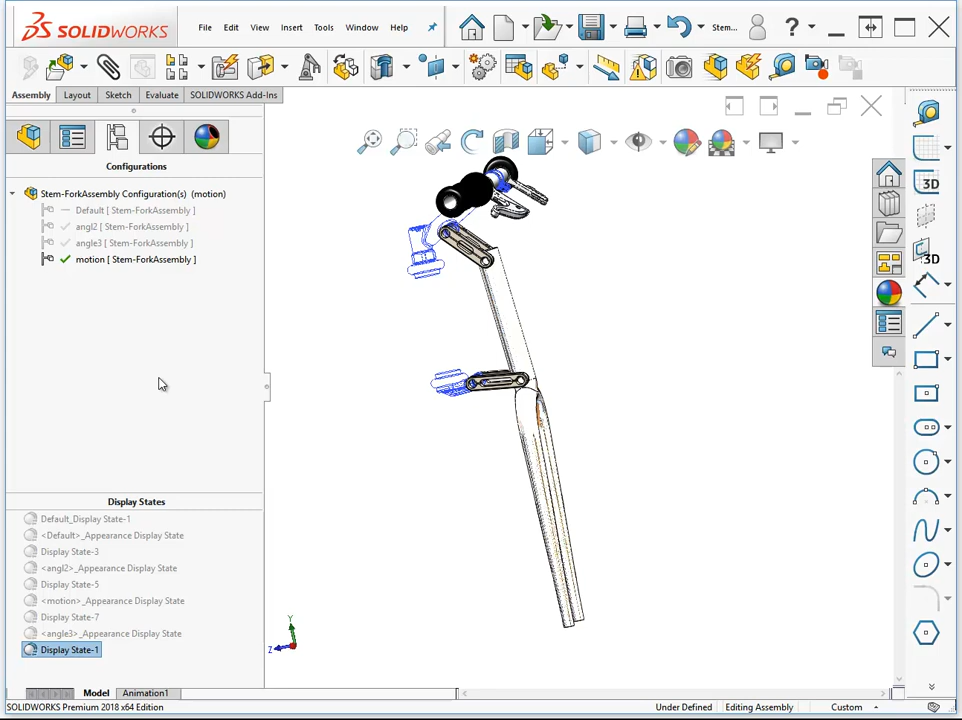 SOLIDWORKS File Edit View Insert Tools Window Help Stem...
Assembly Layout Sketch Evaluate SOLIDWORKS Add-Ins
Configurations
Stem-ForkAssembly Configuration(s) (motion)
Default [ Stem-ForkAssembly ]
angl2 [ Stem-ForkAssembly ]
angle3 [ Stem-ForkAssembly ]
motion [ Stem-ForkAssembly ]
3D
3D
Display States
Default_Display State-1
<Default>_Appearance Display State
Display State-3
<angl2>_Appearance Display State
Display State-5
<motion>_Appearance Display State
Display State-7
<angle3>_Appearance Display State
Display State-1
Y
Z
Model Animation1
SOLIDWORKS Premium 2018 x64 Edition Under Defined Editing Assembly Custom